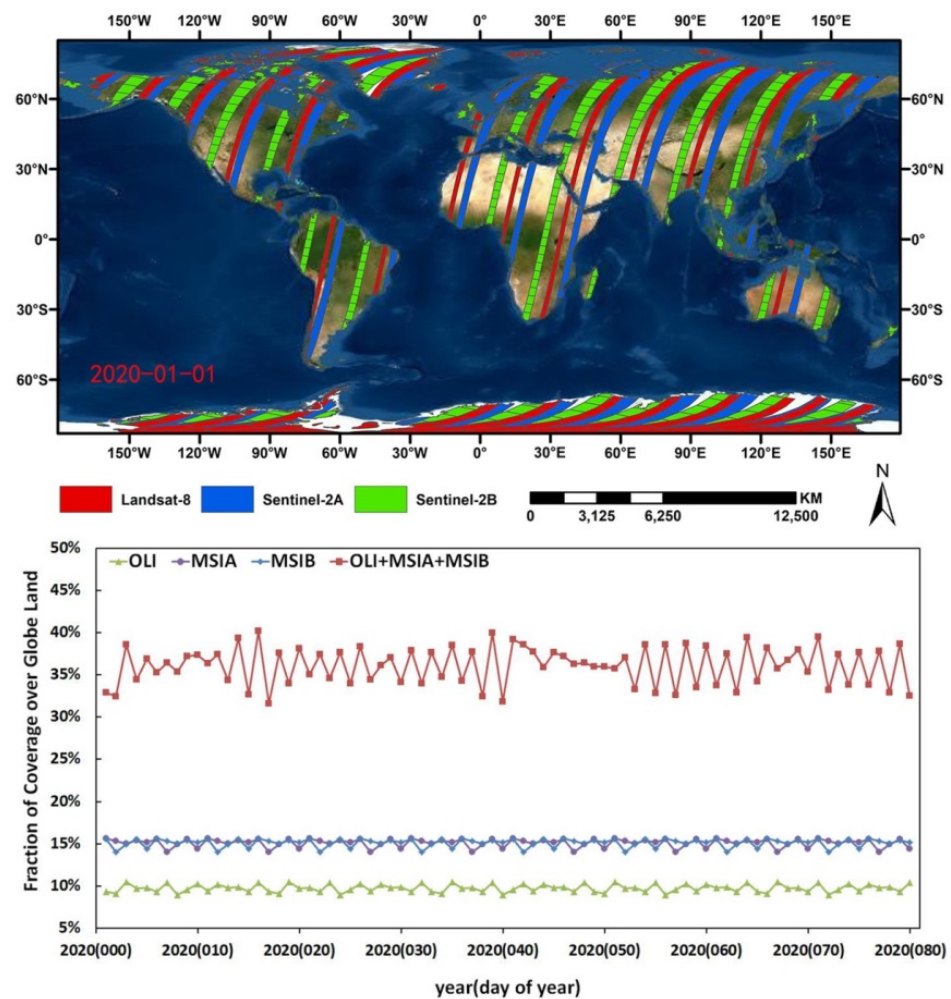 150°W 120°W 90°W 60°W 30°W 0° 30°E 60°E 90°E 120°E 150°E
60°N 60°N
30°N 30°N
0° 0°
30°S 30°S
2020-01-01
60°S 60°S
150°W 120°W 90°W 60°W 30°W 0° 30°E 60°E 90°E 120°E 150°E
N
Landsat-8 Sentinel-2A Sentinel-2B KM
0 3,125 6,250 12,500
50%
OLI MSIA MSIB OLI+MSIA+MSIB
45%
40%
35%
30%
25%
20%
15%
10%
5%
Fraction of Coverage over Globe Land
2020(000) 2020(010) 2020(020) 2020(030) 2020(040) 2020(050) 2020(060) 2020(070) 2020(080)
year(day of year)